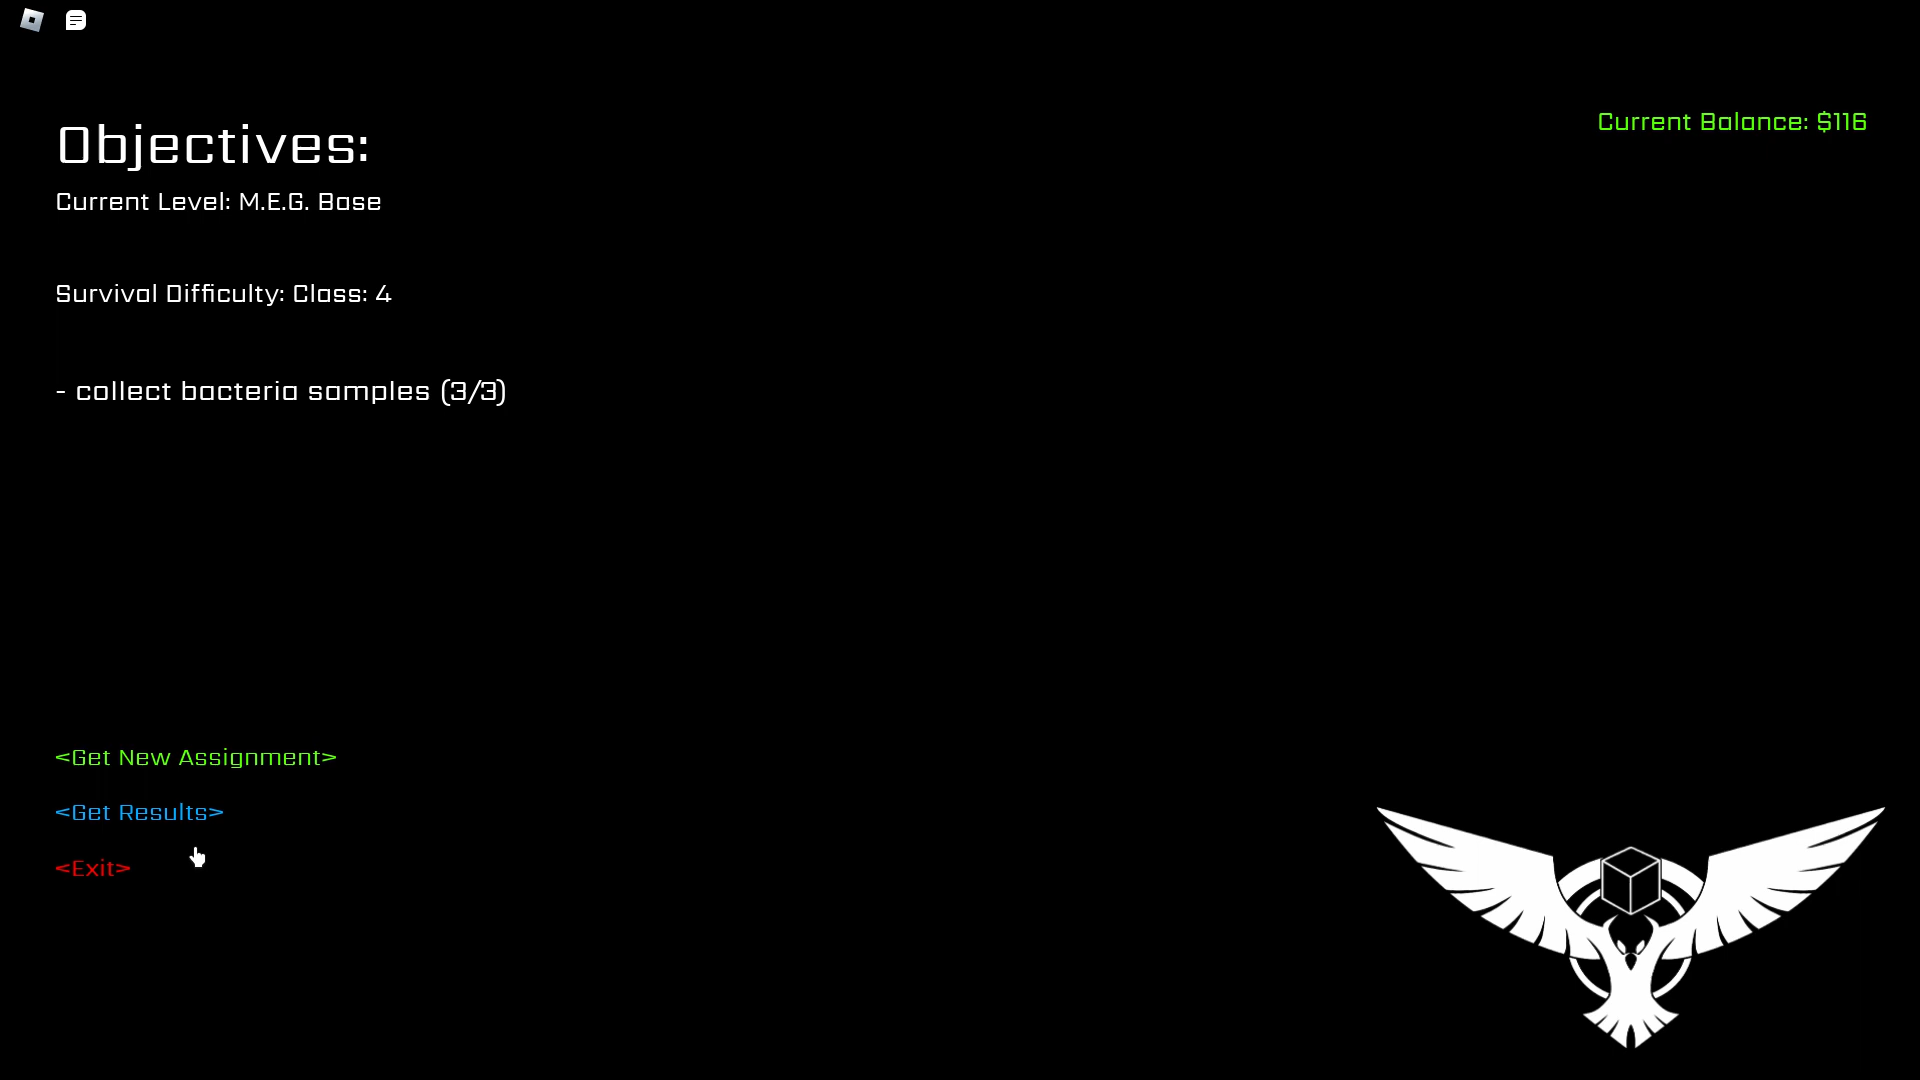 Objectives:
Current Balance: $116
Current Level: M.E.G. Base
Survival Difficulty: Class: 4
- collect bacteria samples (3/3)
<Get New Assignment>
<Get Results>
<Exit>